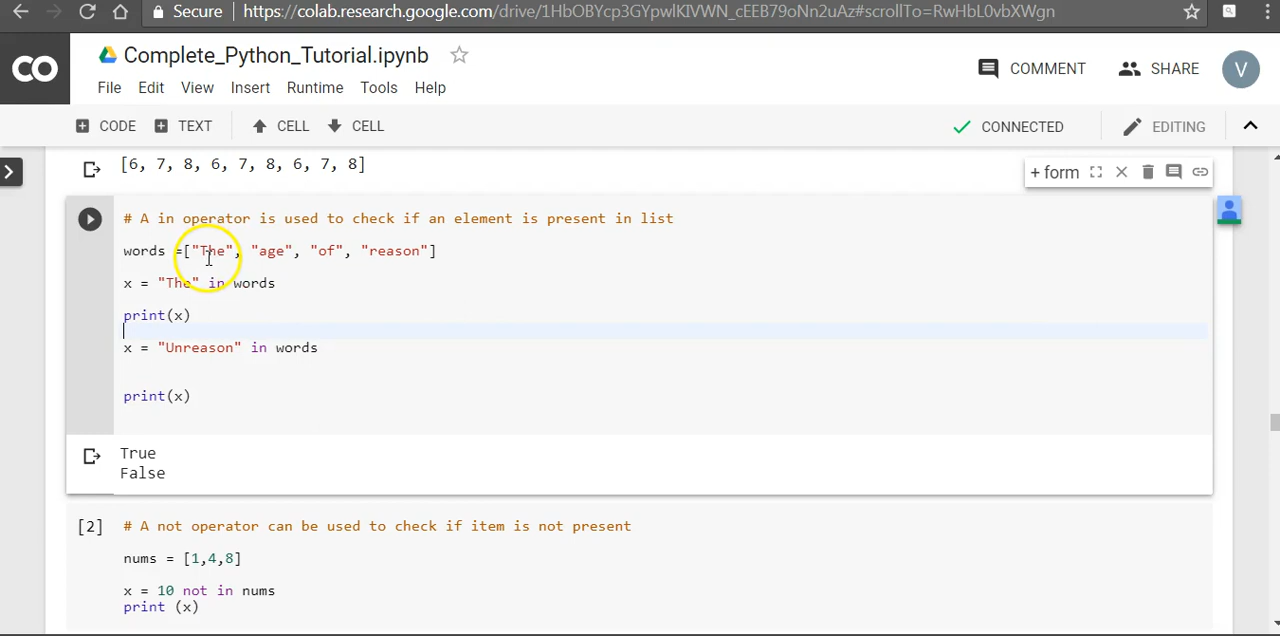 Secure https://colab.research.google.com/drive/1HbOBYcp3GYpwlKIVWN_cEEB79oNn2uAz#scrollTo=RwHbL0vbXWgn
CO Complete_Python_Tutorial.ipynb COMMENT SHARE V
File Edit View Insert Runtime Tools Help
CODE TEXT CELL CELL CONNECTED EDITING
[6, 7, 8, 6, 7, 8, 6, 7, 8] + form
# A in operator is used to check if an element is present in list
words =["The", "age", "of", "reason"]
x = "The" in words
print(x)
x = "Unreason" in words
print(x)
True
False
[2] # A not operator can be used to check if item is not present
nums = [1,4,8]
x = 10 not in nums
print (x)